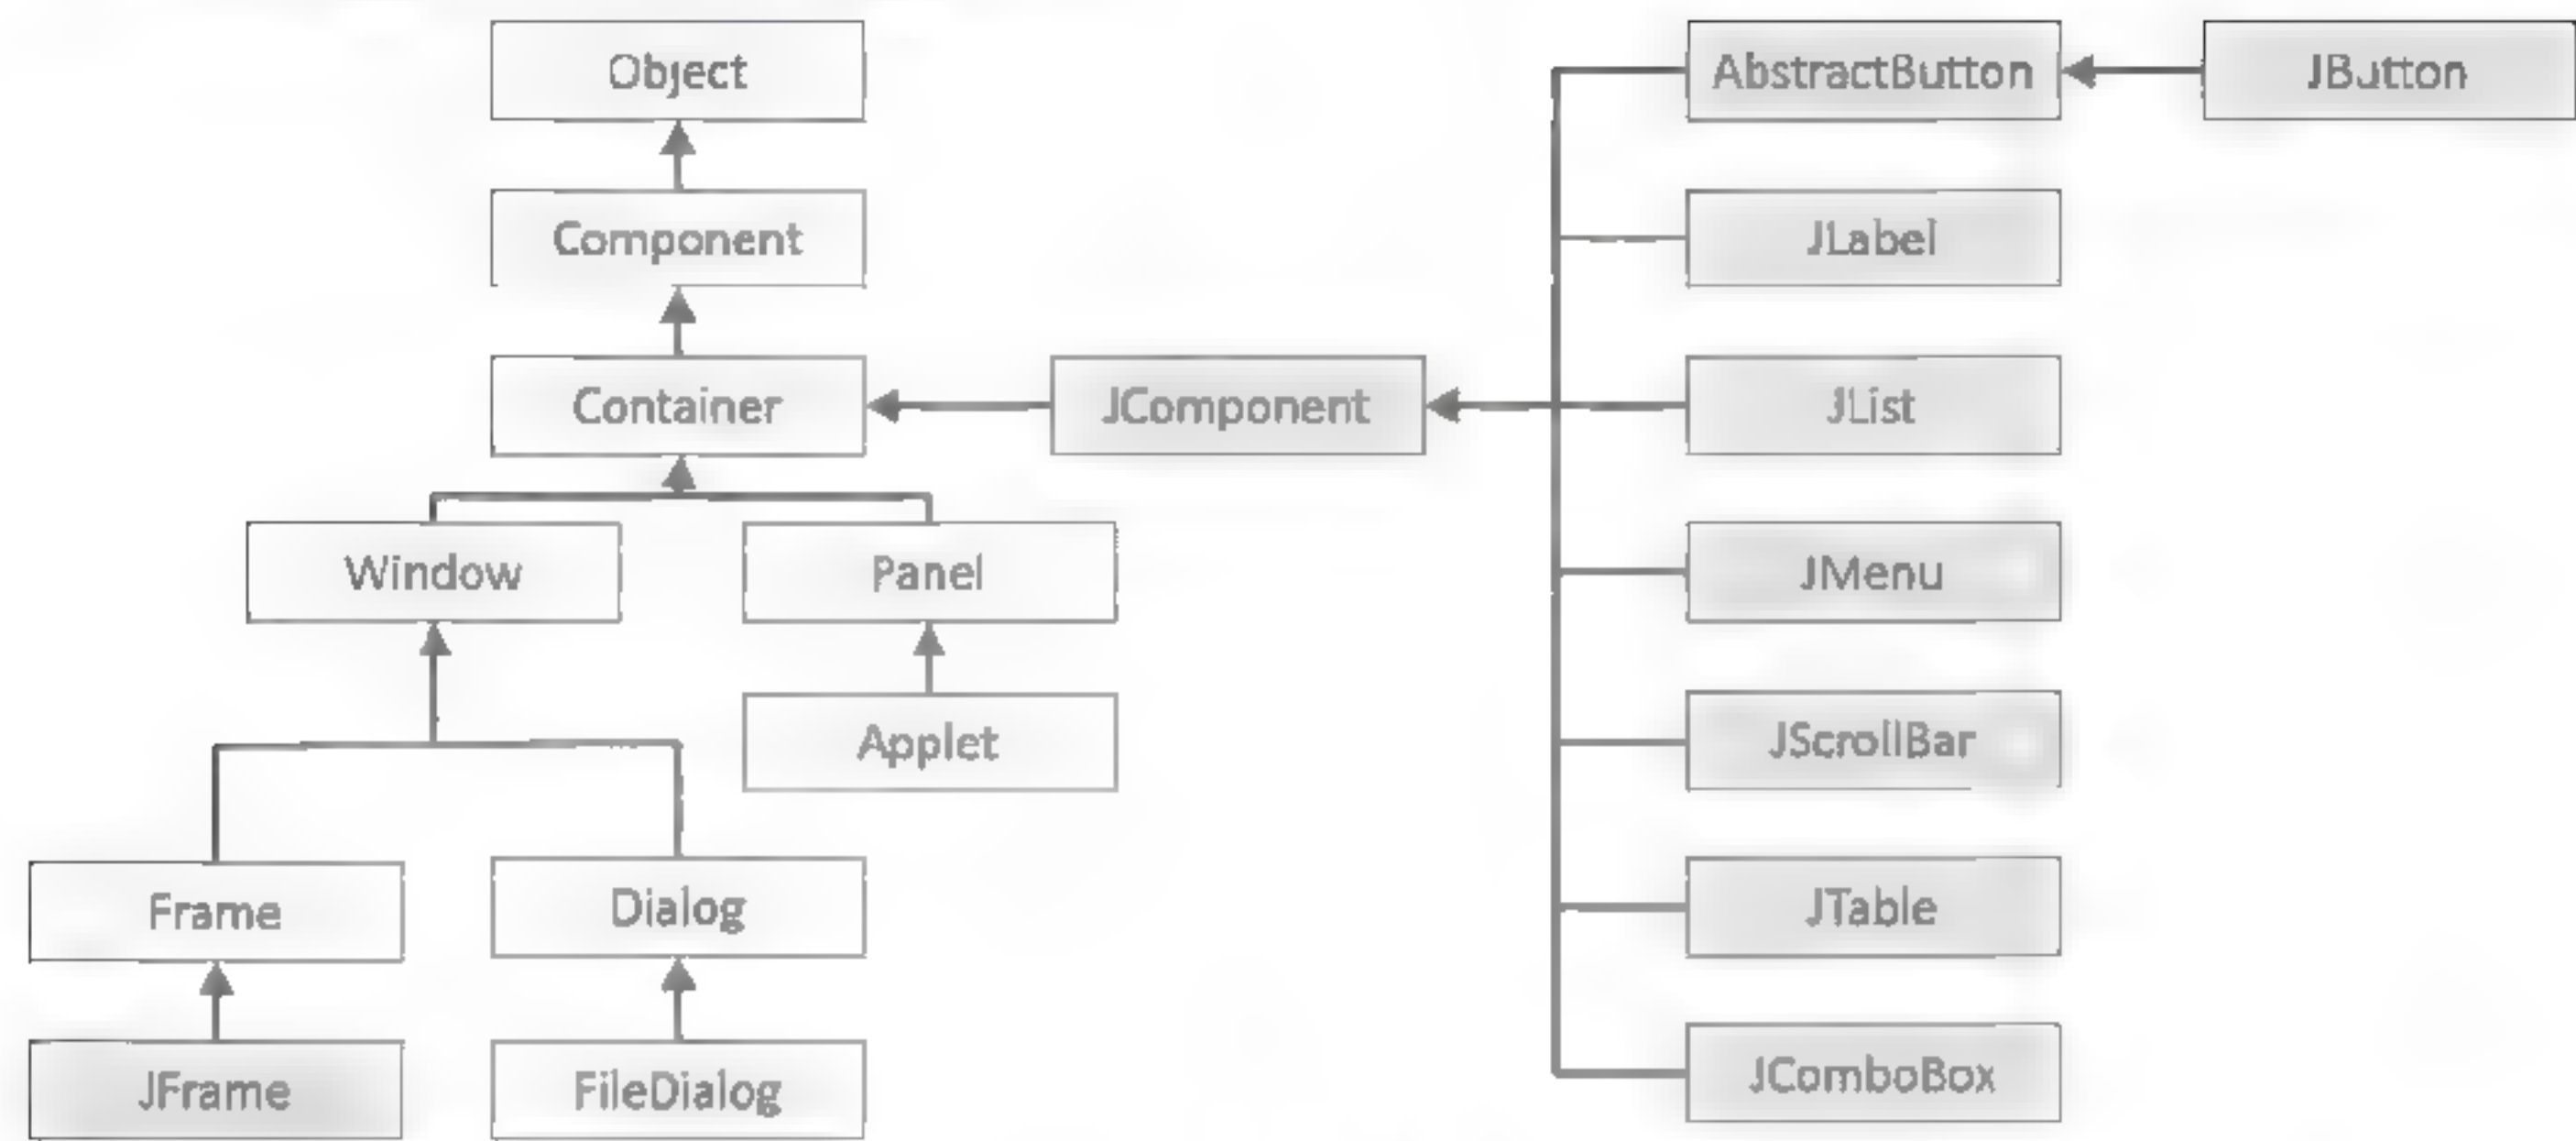 Object
AbstractButton
JButton
Component
JLabel
Container
JComponent
JList
Window
Panel
JMenu
Applet
JScrollBar
Frame
Dialog
JTable
JFrame
FileDialog
JComboBox